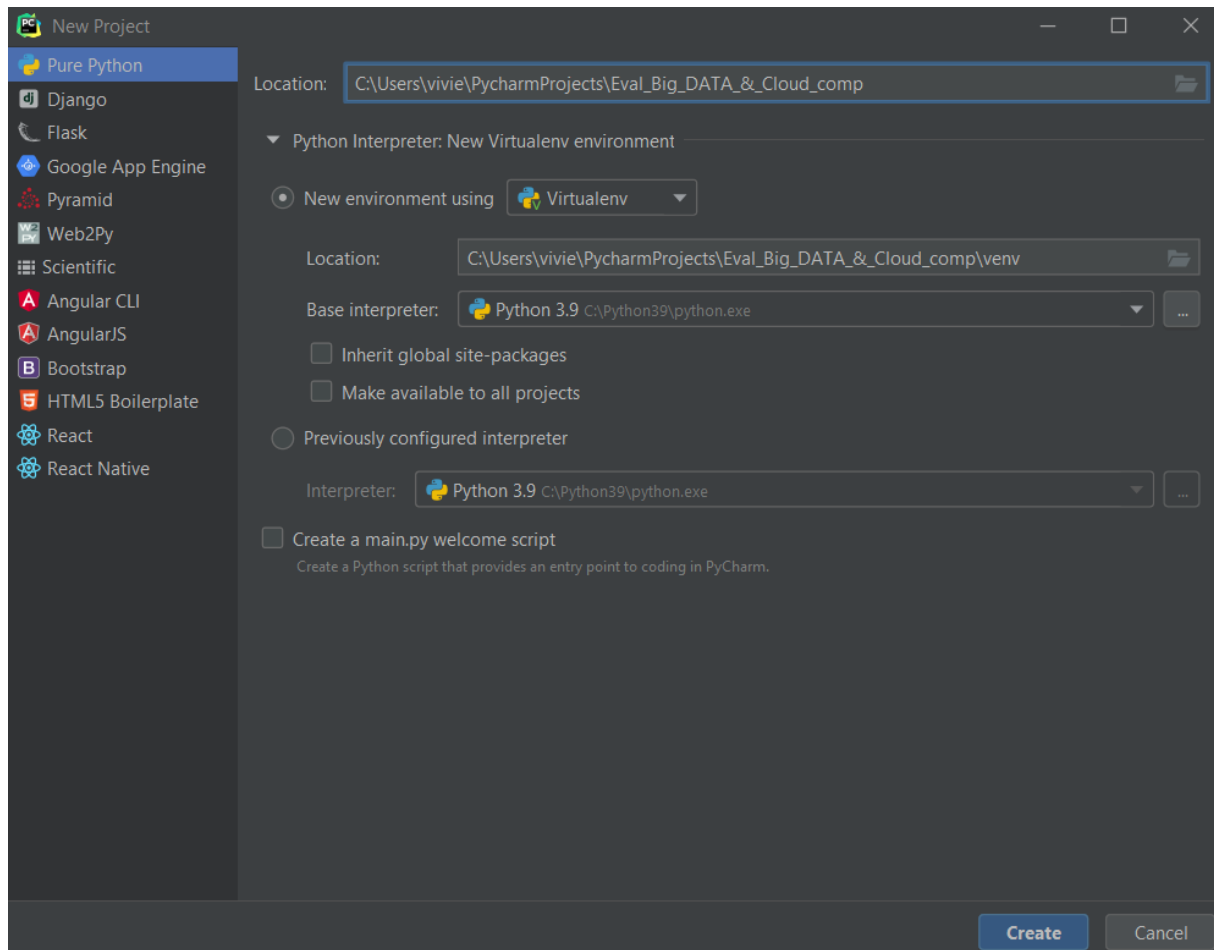 New Project
Pure Python
Django
Flask
Google App Engine
Pyramid
Web2Py
Scientific
Angular CLI
AngularJS
Bootstrap
HTML5 Boilerplate
React
React Native
Location: C:\Users\vivie\PycharmProjects\Eval_Big_DATA_&_Cloud_comp
Python Interpreter: New Virtualenv environment
New environment using Virtualenv
Location: C:\Users\vivie\PycharmProjects\Eval_Big_DATA_&_Cloud_comp\venv
Base interpreter: Python 3.9 C:\Python39\python.exe ...
Inherit global site-packages
Make available to all projects
Previously configured interpreter
Interpreter: Python 3.9 C:\Python39\python.exe ...
Create a main.py welcome script
Create a Python script that provides an entry point to coding in PyCharm.
Create Cancel